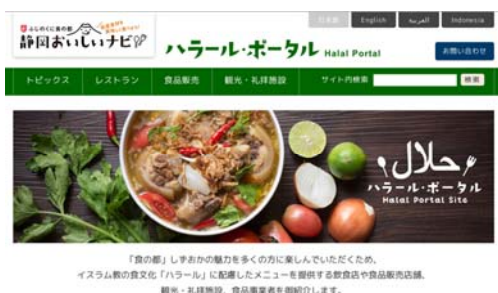 ふじのくに食の都
静岡おいしいナビ!
ハラール・ポータル Halal Portal
日本語 English العربية Indonesia
お問い合わせ
トピックス レストラン 食品販売 観光・礼拝施設 サイト内検索 検索
حلال
ハラール・ポータル
Halal Portal Site
「食の都」しずおかの魅力を多くの方に楽しんでいただくため、
イスラム教の食文化「ハラール」に配慮したメニューを提供する飲食店や食品販売店舗、
観光・礼拝施設、食品事業者を御紹介します。